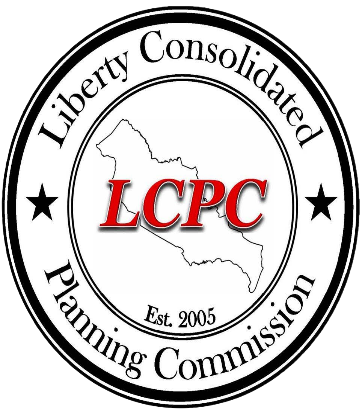 Liberty Consolidated
LCPC
Est. 2005
Planning Commission